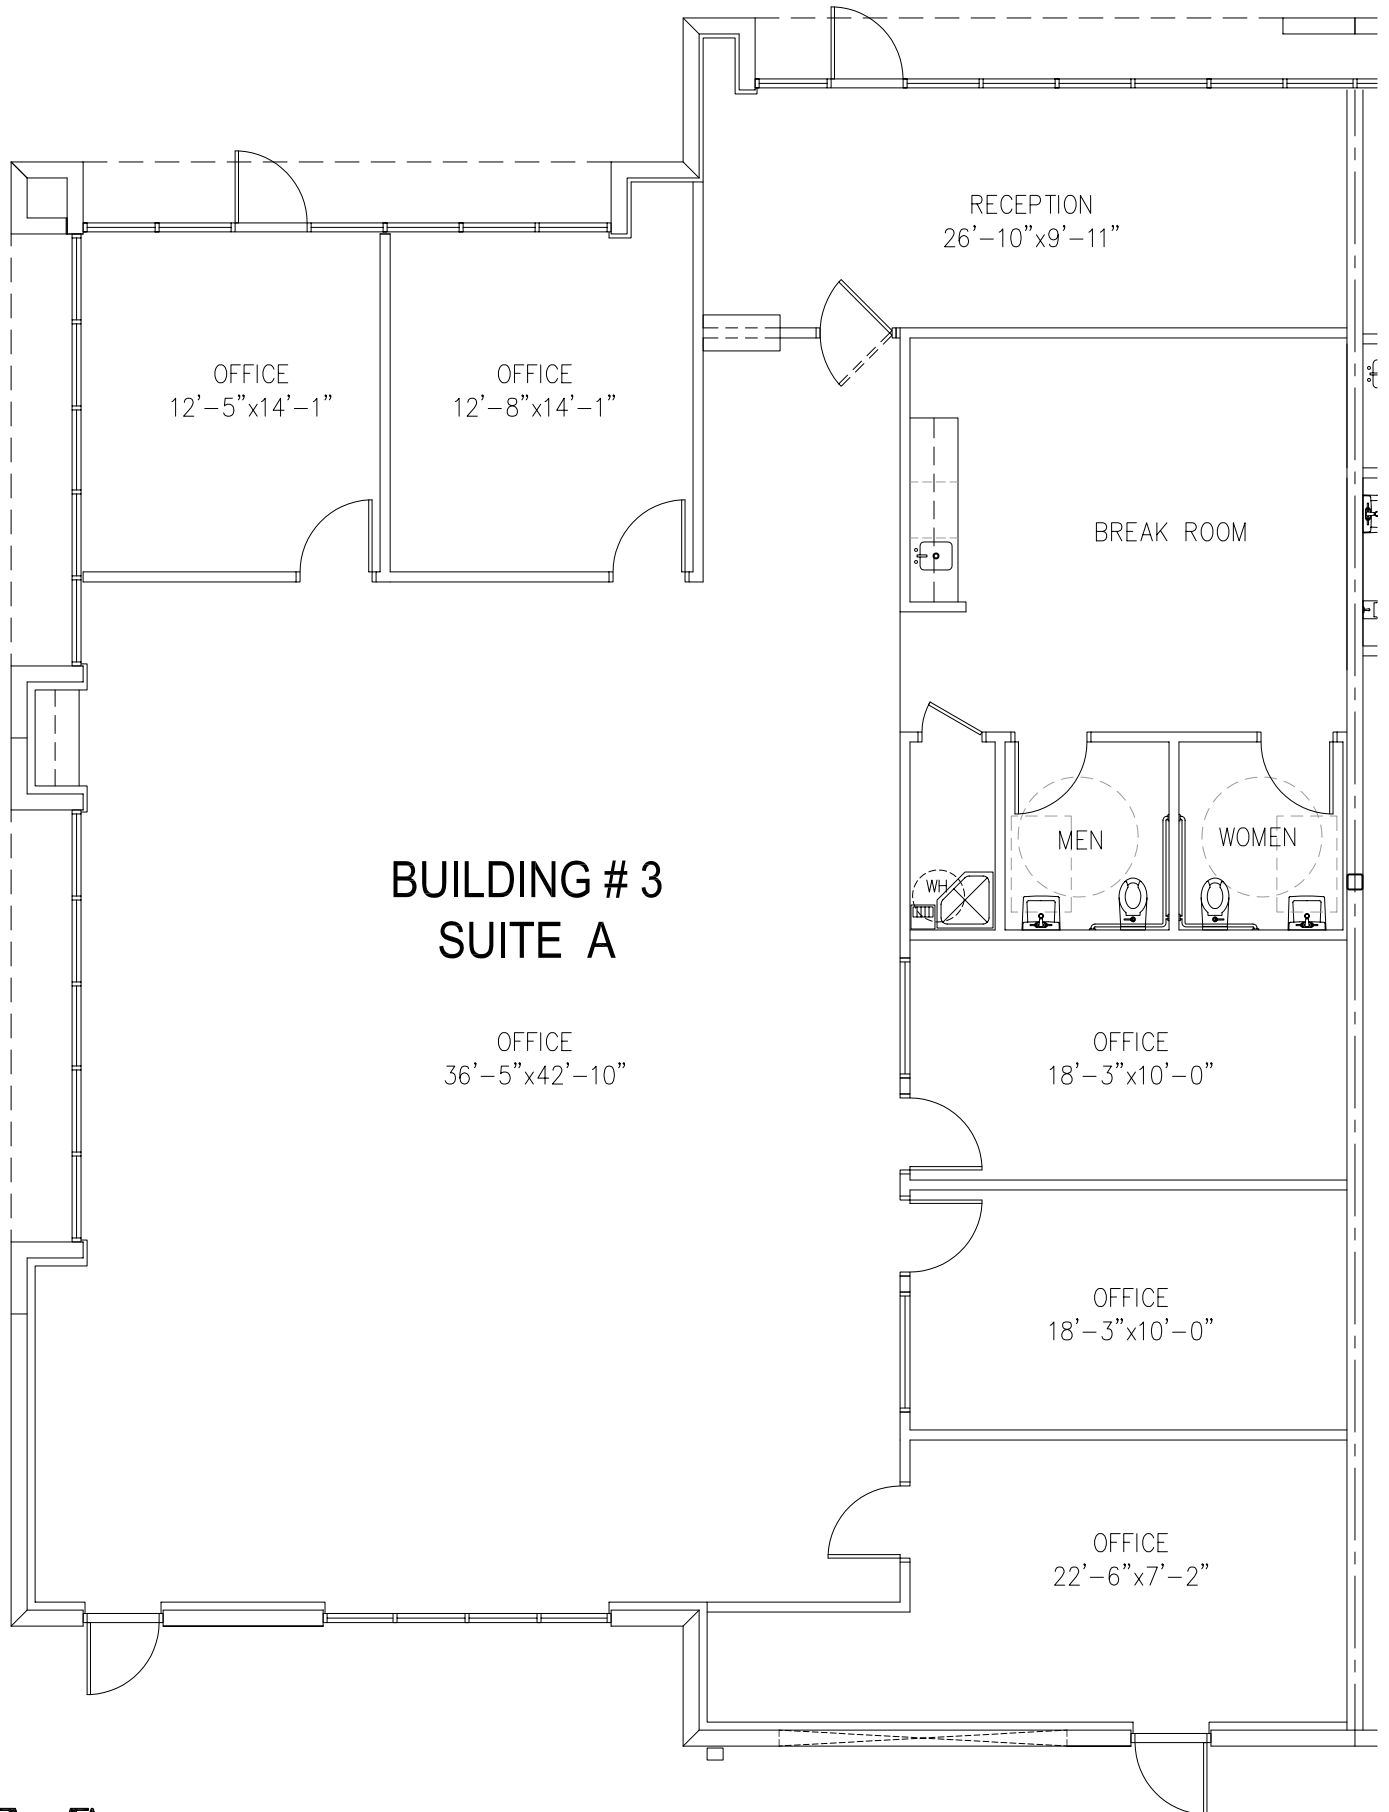 RECEPTION
26'-10"x9'-11"
OFFICE
12'-5"x14'-1"
OFFICE
12'-8"x14'-1"
BREAK ROOM
MEN
WOMEN
WH
BUILDING # 3
SUITE A
OFFICE
36'-5"x42'-10"
OFFICE
18'-3"x10'-0"
OFFICE
18'-3"x10'-0"
OFFICE
22'-6"x7'-2"